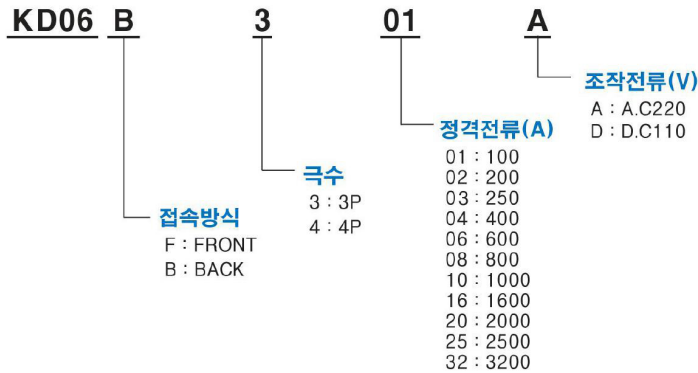 KD06 B 3 01 A
조작전류(V)
A : A.C220
D : D.C110
정격전류(A)
01 : 100
02 : 200
03 : 250
04 : 400
06 : 600
08 : 800
10 : 1000
16 : 1600
20 : 2000
25 : 2500
32 : 3200
극수
3 : 3P
4 : 4P
접속방식
F : FRONT
B : BACK